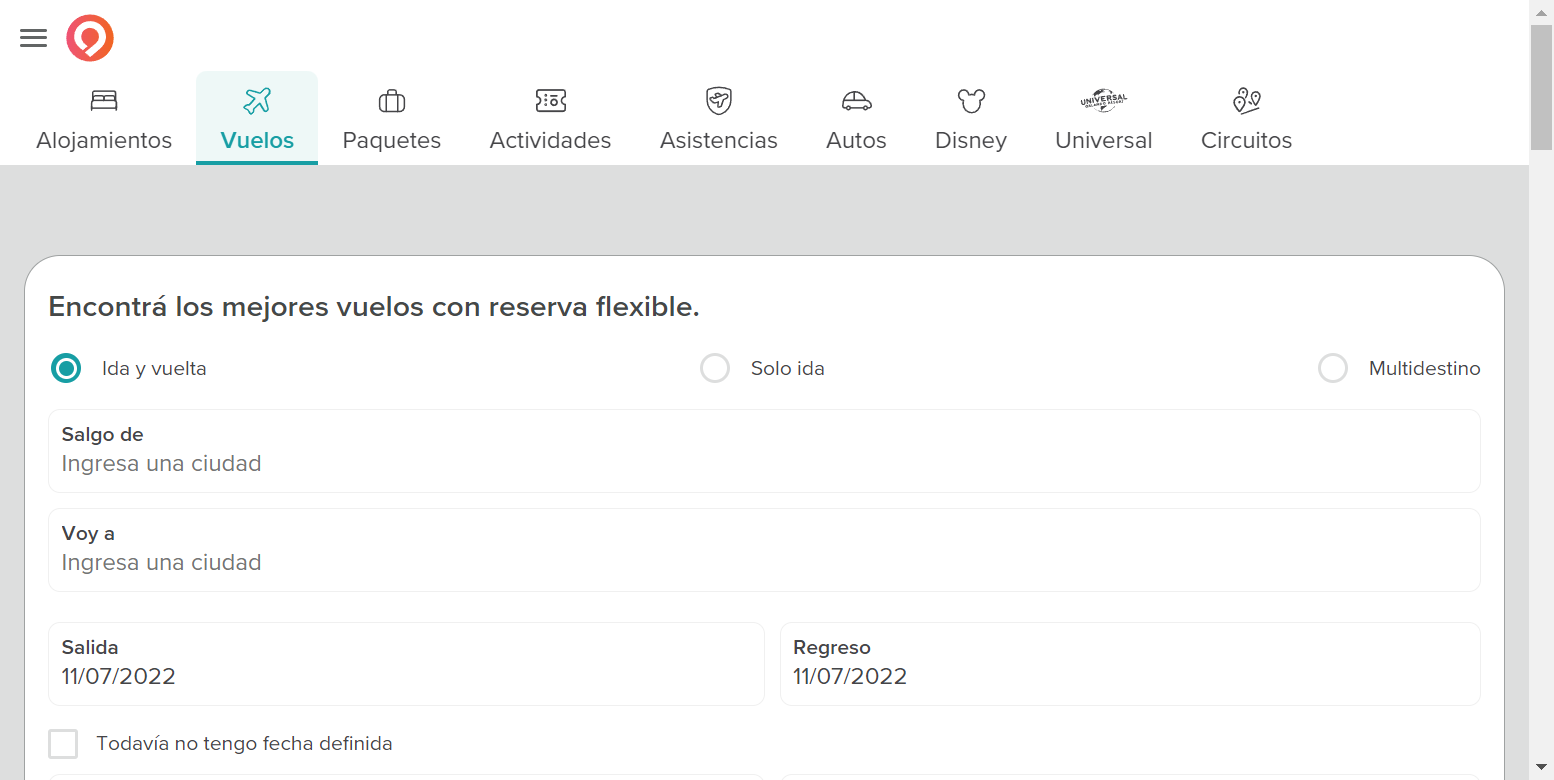 Alojamientos
Vuelos
Paquetes
Actividades
Asistencias
Autos
Disney
UNIVERSAL
Universal
Circuitos
Encontrá los mejores vuelos con reserva flexible.
Ida y vuelta
Solo ida
Multidestino
Salgo de
Ingresa una ciudad
Voy a
Ingresa una ciudad
Salida
11/07/2022
Regreso
11/07/2022
Todavía no tengo fecha definida